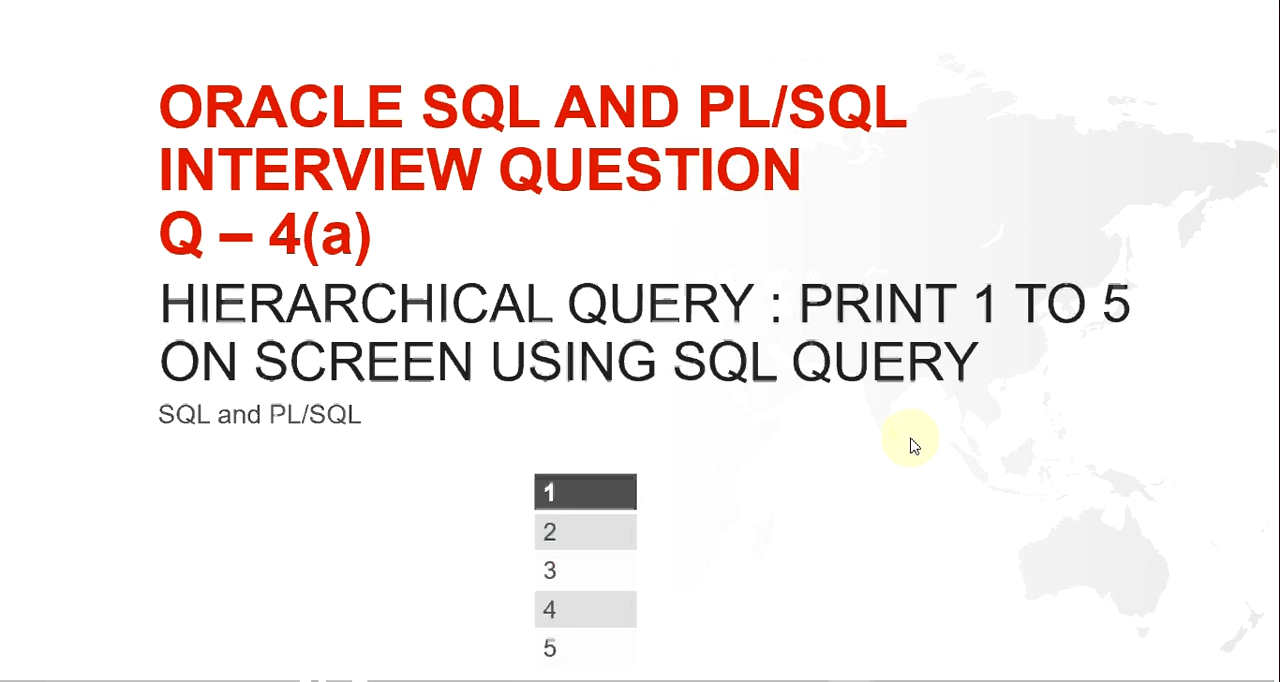 ORACLE SQL AND PL/SQL
INTERVIEW QUESTION
Q – 4(a)
HIERARCHICAL QUERY : PRINT 1 TO 5
ON SCREEN USING SQL QUERY
SQL and PL/SQL
1
2
3
4
5